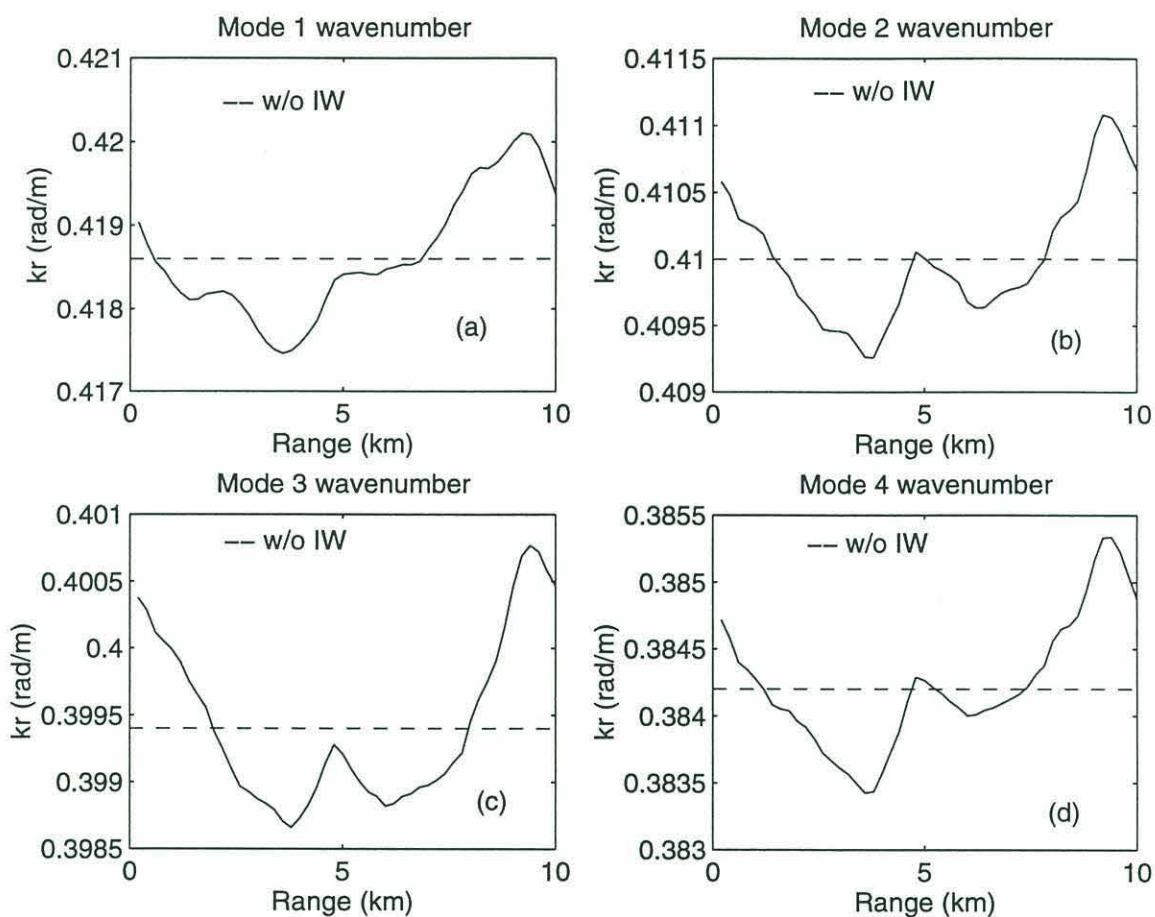 Mode 1 wavenumber
0.421
0.42
0.419
0.418
0.417
kr (rad/m)
-- w/o IW
(a)
0
5
10
Range (km)
Mode 2 wavenumber
0.4115
0.411
0.4105
0.41
0.4095
0.409
kr (rad/m)
-- w/o IW
(b)
0
5
10
Range (km)
Mode 3 wavenumber
0.401
0.4005
0.4
0.3995
0.399
0.3985
kr (rad/m)
-- w/o IW
(c)
0
5
10
Range (km)
Mode 4 wavenumber
0.3855
0.385
0.3845
0.384
0.3835
0.383
kr (rad/m)
-- w/o IW
(d)
0
5
10
Range (km)